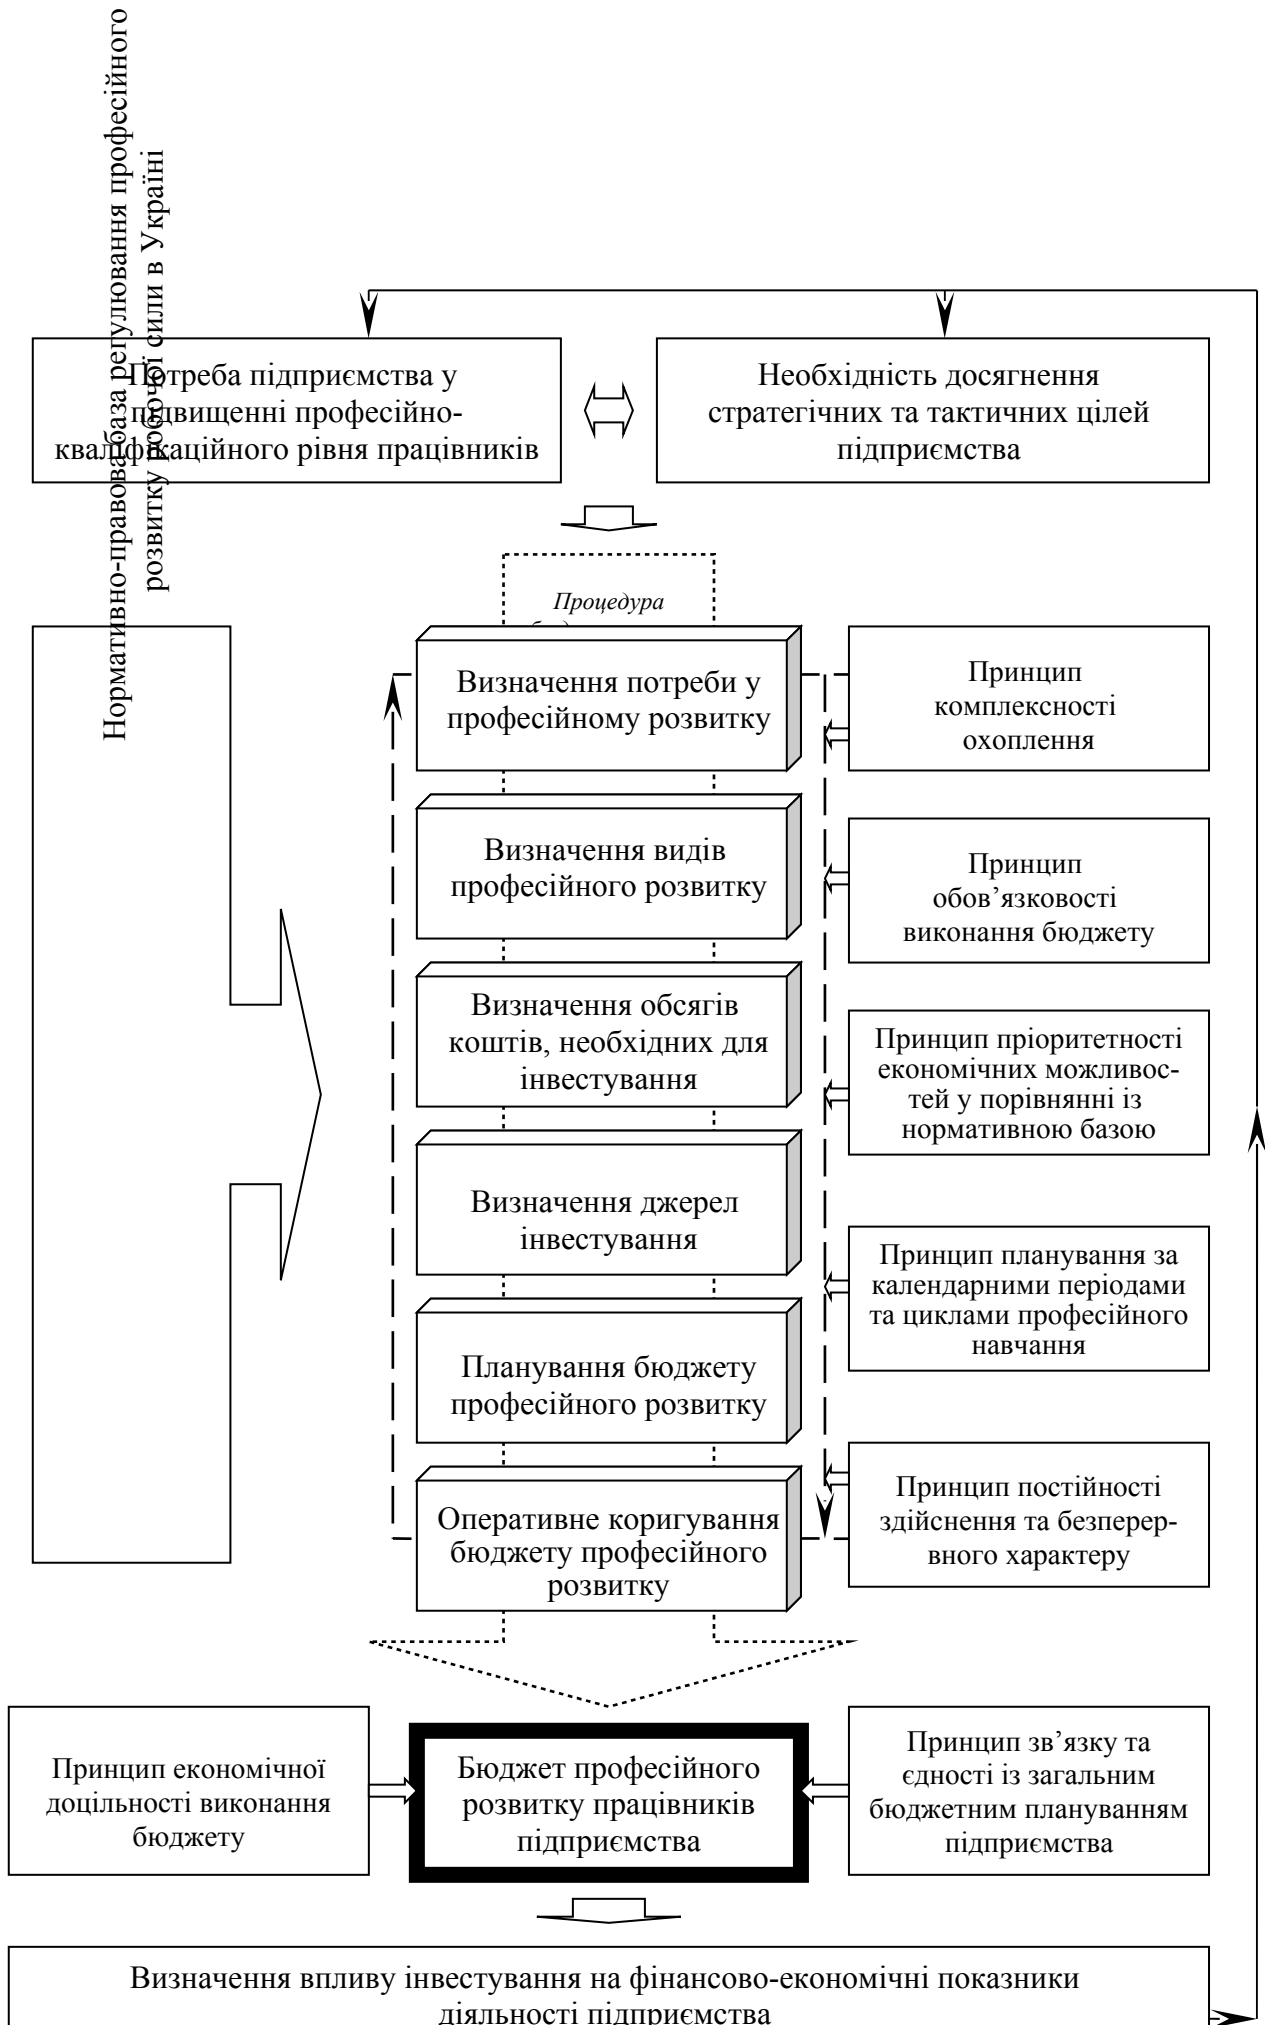 Нормативно-правова база регулювання професійного
розвитку робочої сили в Україні
Потреба підприємства у
підвищенні професійно-
кваліфікаційного рівня працівників
Необхідність досягнення
стратегічних та тактичних цілей
підприємства
Процедура
Визначення потреби у
професійному розвитку
Принцип
комплексності
охоплення
Визначення видів
професійного розвитку
Принцип
обов’язковості
виконання бюджету
Визначення обсягів
коштів, необхідних для
інвестування
Принцип пріоритетності
економічних можливос-
тей у порівнянні із
нормативною базою
Визначення джерел
інвестування
Принцип планування за
календарними періодами
та циклами професійного
навчання
Планування бюджету
професійного розвитку
Оперативне коригування
бюджету професійного
розвитку
Принцип постійності
здійснення та безперер-
вного характеру
Принцип економічної
доцільності виконання
бюджету
Бюджет професійного
розвитку працівників
підприємства
Принцип зв’язку та
єдності із загальним
бюджетним плануванням
підприємства
Визначення впливу інвестування на фінансово-економічні показники
діяльності підприємства